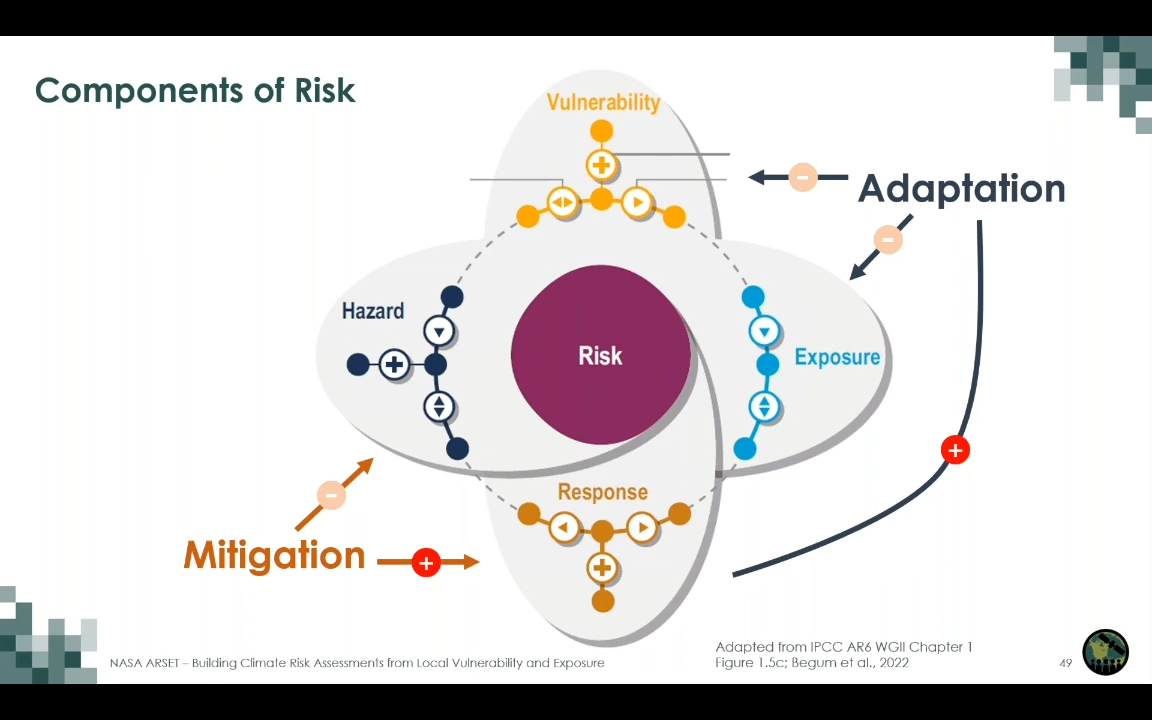 Components of Risk
Vulnerability
Adaptation
Hazard
Risk
Exposure
Response
Mitigation
NASA ARSET – Building Climate Risk Assessments from Local Vulnerability and Exposure
Adapted from IPCC AR6 WGII Chapter 1
Figure 1.5c; Begum et al., 2022
49